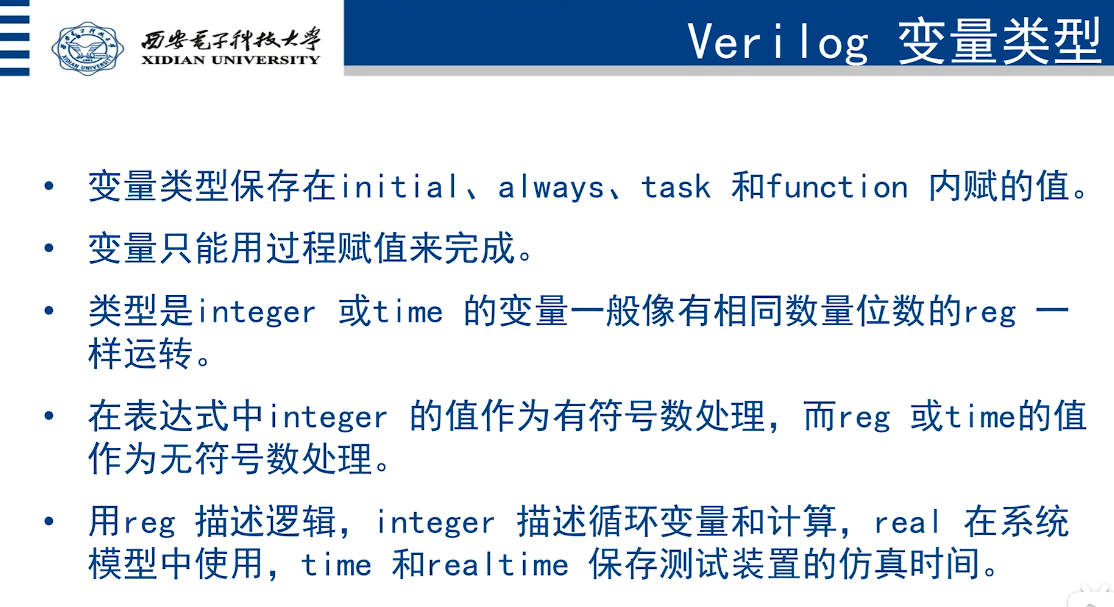 西安电子科技大学
XIDIAN UNIVERSITY
Verilog 变量类型
• 变量类型保存在initial、always、task 和function 内赋的值。
• 变量只能用过程赋值来完成。
• 类型是integer 或time 的变量一般像有相同数量位数的reg 一
样运转。
• 在表达式中integer 的值作为有符号数处理，而reg 或time的值
作为无符号数处理。
• 用reg 描述逻辑，integer 描述循环变量和计算，real 在系统
模型中使用，time 和realtime 保存测试装置的仿真时间。